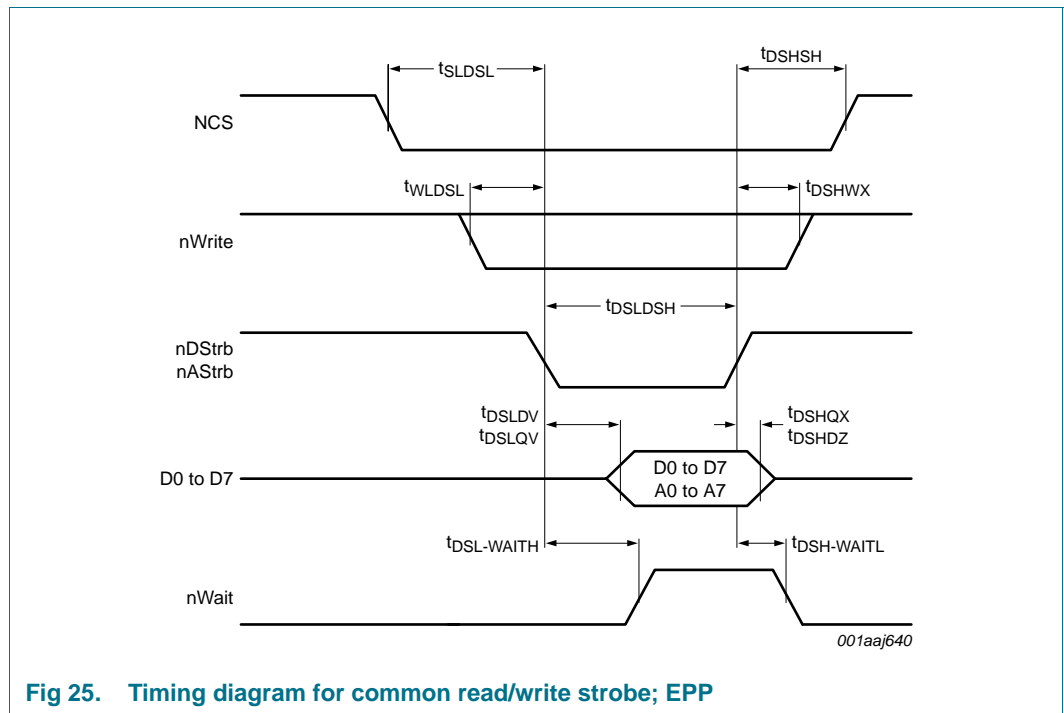 tSLDSL
tDSHSH
NCS
tWLDSL
tDSHWX
nWrite
tDSLDSH
nDStrb
nAStrb
tDSLDV
tDSLQV
tDSHQX
tDSHDZ
D0 to D7
D0 to D7
A0 to A7
tDSL-WAITH
tDSH-WAITL
nWait
001aaj640
Fig 25. Timing diagram for common read/write strobe; EPP